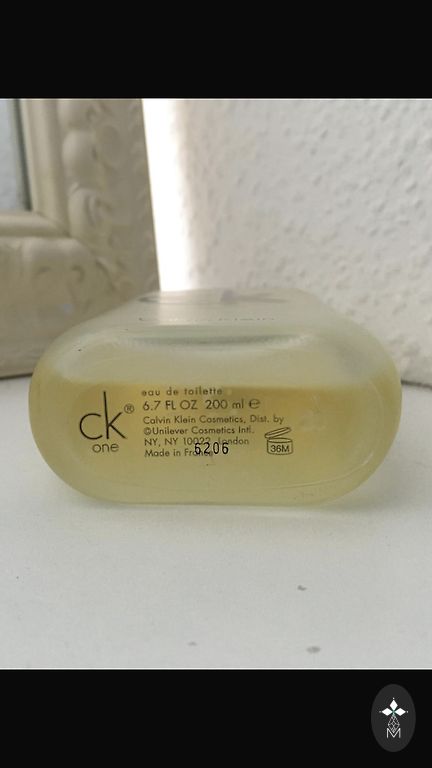 eau de toilette
6.7 FL OZ 200 ml ℮
ck®
one
Calvin Klein Cosmetics, Dist. by
©Unilever Cosmetics Intl.
NY, NY 10022, London
Made in France
5206
36M
M